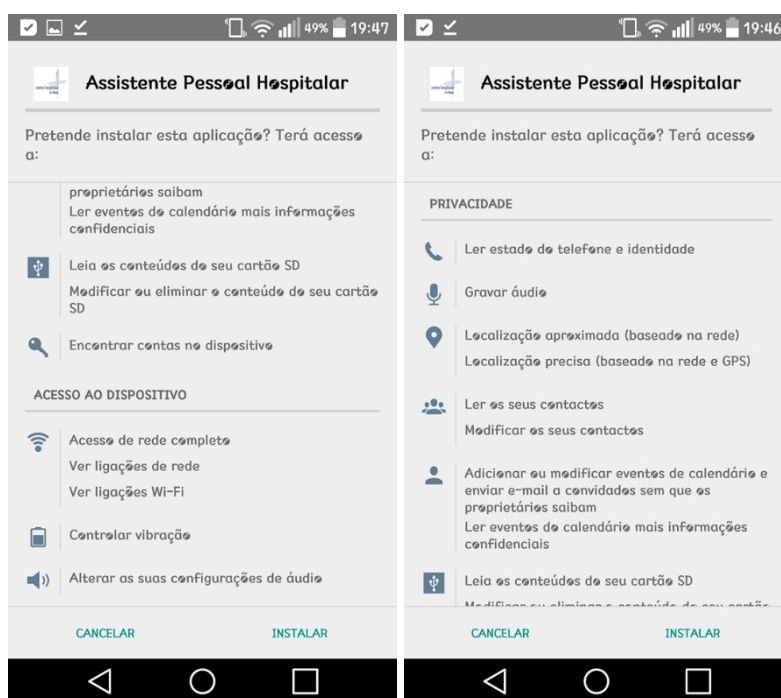 49% 19:47
Assistente Pessoal Hospitalar
Pretende instalar esta aplicação? Terá acesso
a:
proprietários saibam
Ler eventos do calendário mais informações
confidenciais
Leia os conteúdos do seu cartão SD
Modificar ou eliminar o conteúdo do seu cartão
SD
Encontrar contas no dispositivo
ACESSO AO DISPOSITIVO
Acesso de rede completo
Ver ligações de rede
Ver ligações Wi-Fi
Controlar vibração
Alterar as suas configurações de áudio
CANCELAR INSTALAR
49% 19:46
Assistente Pessoal Hospitalar
Pretende instalar esta aplicação? Terá acesso
a:
PRIVACIDADE
Ler estado do telefone e identidade
Gravar áudio
Localização aproximada (baseado na rede)
Localização precisa (baseado na rede e GPS)
Ler os seus contactos
Modificar os seus contactos
Adicionar ou modificar eventos de calendário e
enviar e-mail a convidados sem que os
proprietários saibam
Ler eventos do calendário mais informações
confidenciais
Leia os conteúdos do seu cartão SD
Modificar ou eliminar o conteúdo do seu cartão
CANCELAR INSTALAR